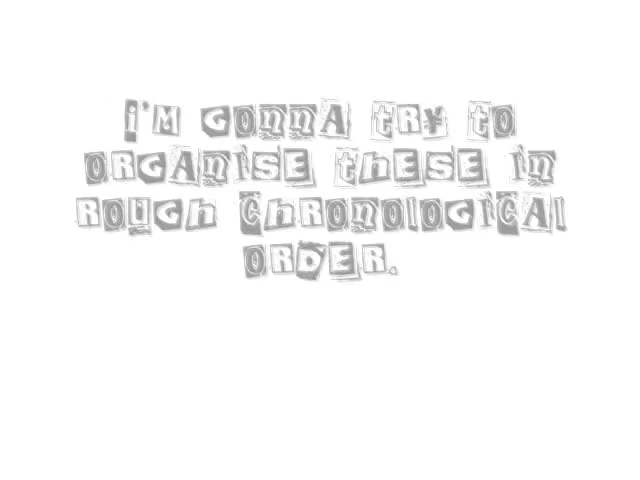 I'M GONNA TRY TO
ORGANISE THESE IN
ROUGH CHRONOLOGICAL
ORDER.